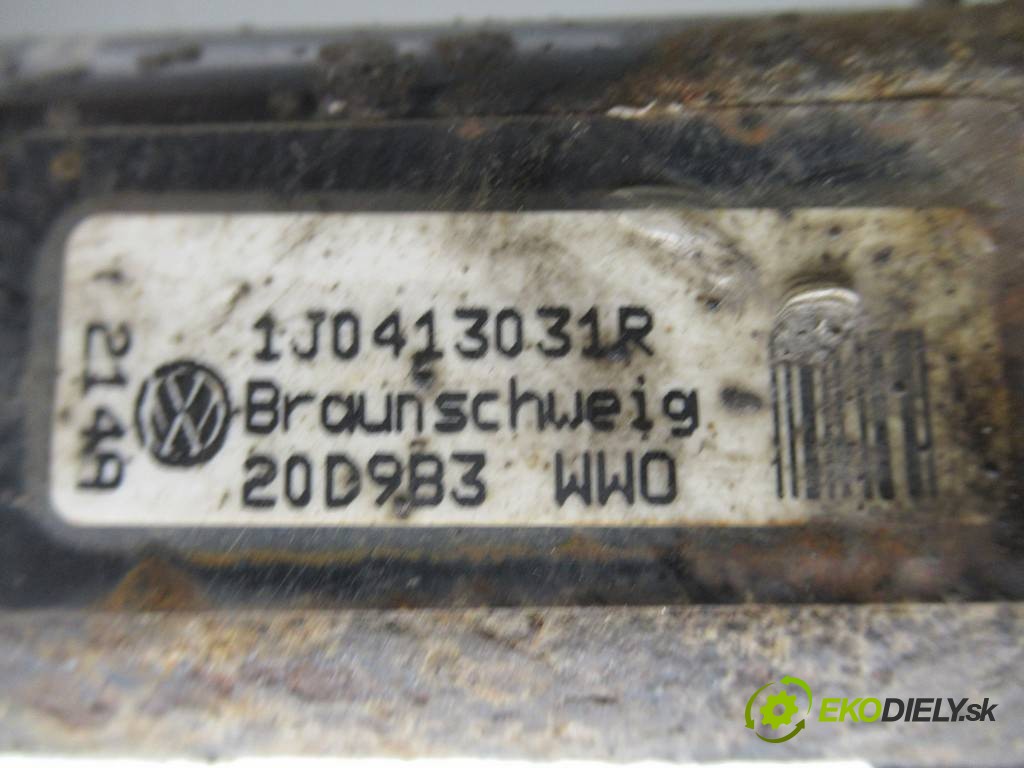 1J0413031R
Braunschweig
20D9B3 WWO
2149
EKODIELY.sk